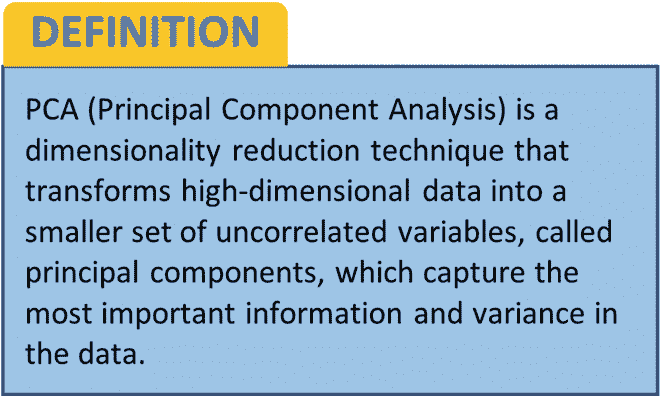 DEFINITION
PCA (Principal Component Analysis) is a
dimensionality reduction technique that
transforms high-dimensional data into a
smaller set of uncorrelated variables, called
principal components, which capture the
most important information and variance in
the data.